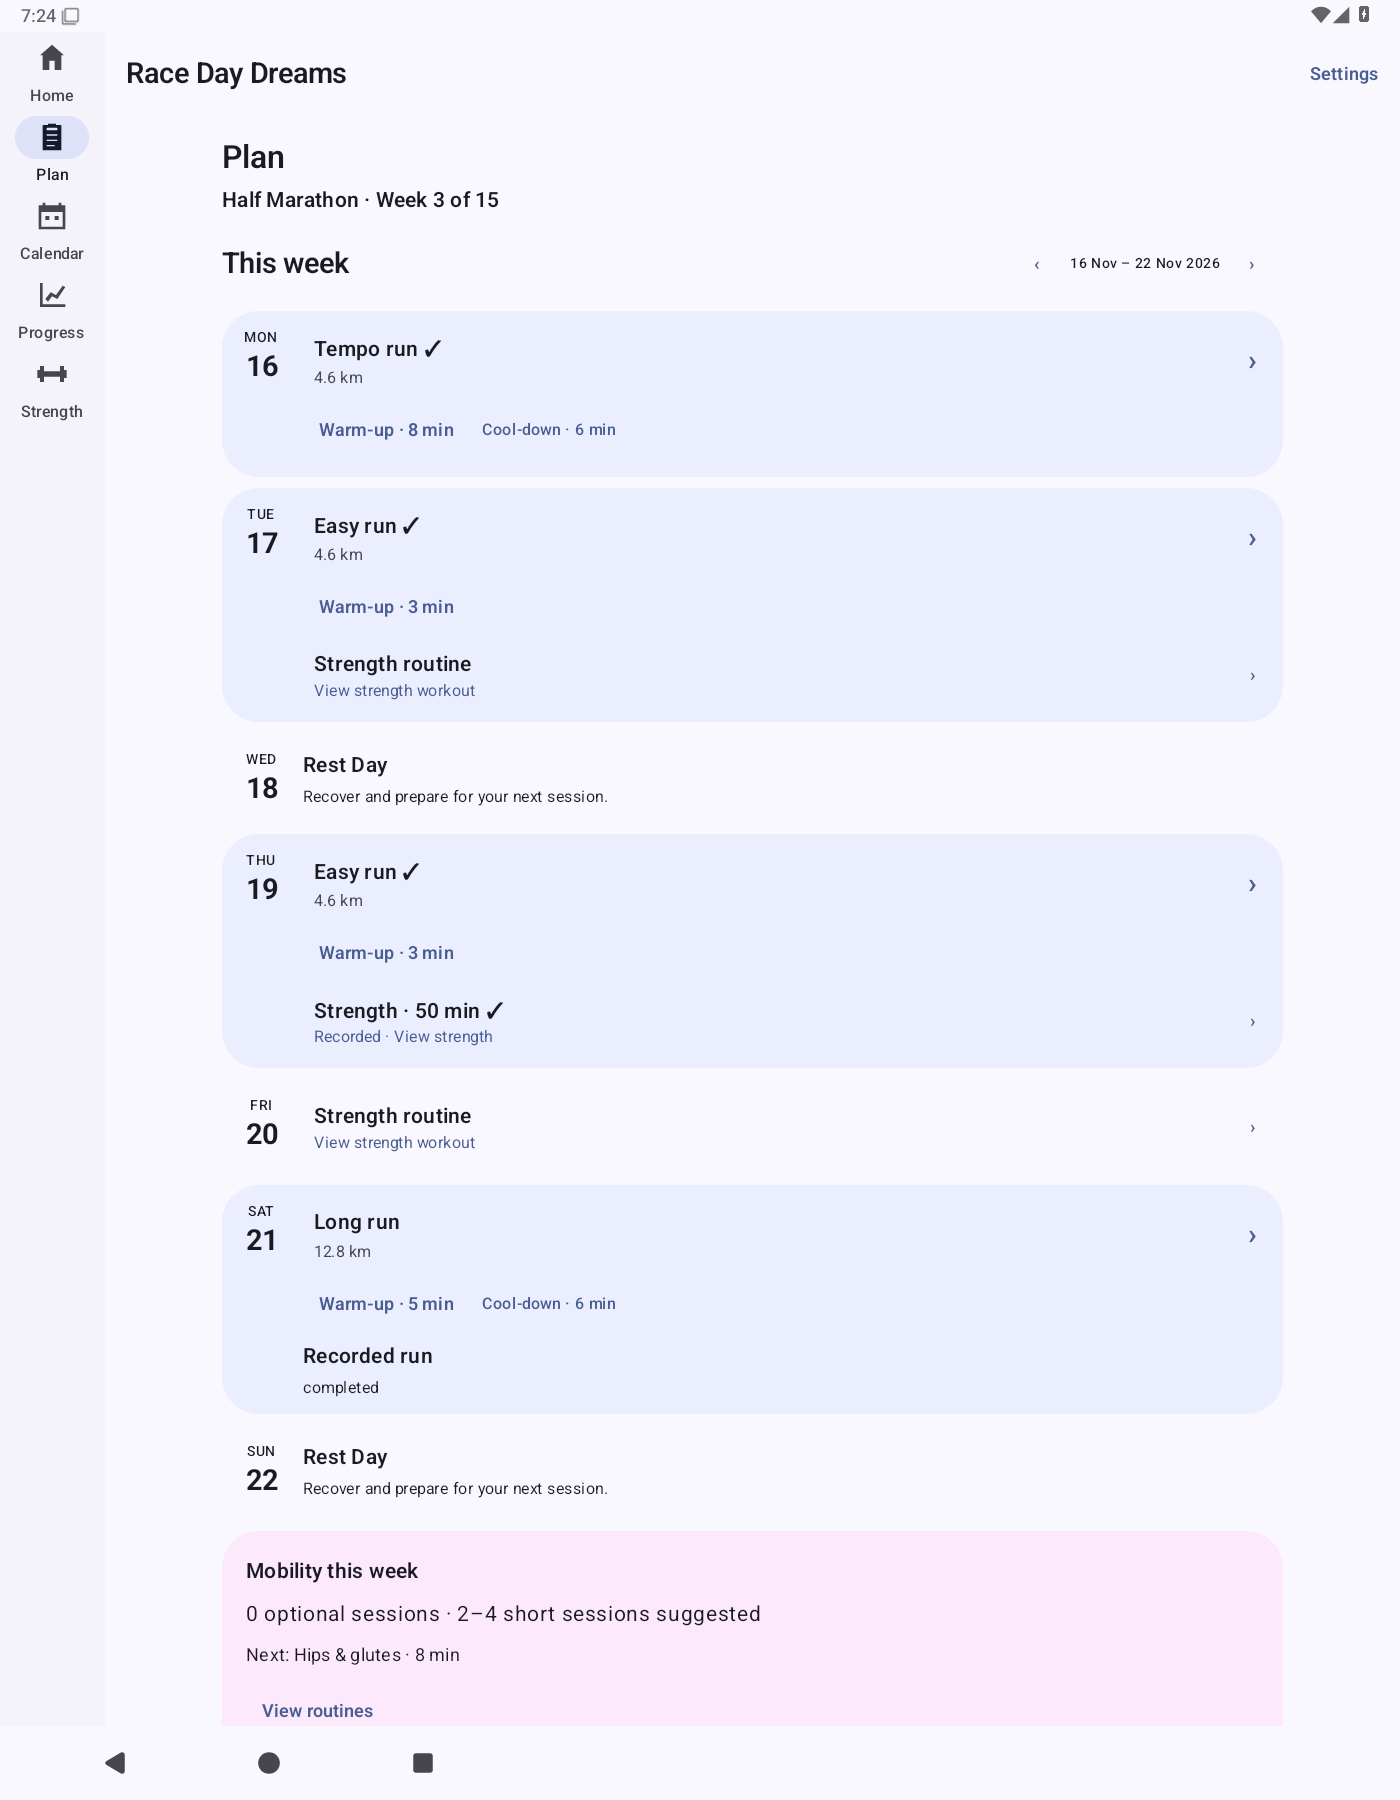 7:24
Home
Plan
Calendar
Progress
Strength
Race Day Dreams
Settings
Plan
Half Marathon · Week 3 of 15
This week
‹ 16 Nov – 22 Nov 2026 ›
MON
16
Tempo run ✓
4.6 km
›
Warm-up · 8 min Cool-down · 6 min
TUE
17
Easy run ✓
4.6 km
›
Warm-up · 3 min
Strength routine
View strength workout
›
WED
18
Rest Day
Recover and prepare for your next session.
THU
19
Easy run ✓
4.6 km
›
Warm-up · 3 min
Strength · 50 min ✓
Recorded · View strength
›
FRI
20
Strength routine
View strength workout
›
SAT
21
Long run
12.8 km
›
Warm-up · 5 min Cool-down · 6 min
Recorded run
completed
SUN
22
Rest Day
Recover and prepare for your next session.
Mobility this week
0 optional sessions · 2–4 short sessions suggested
Next: Hips & glutes · 8 min
View routines